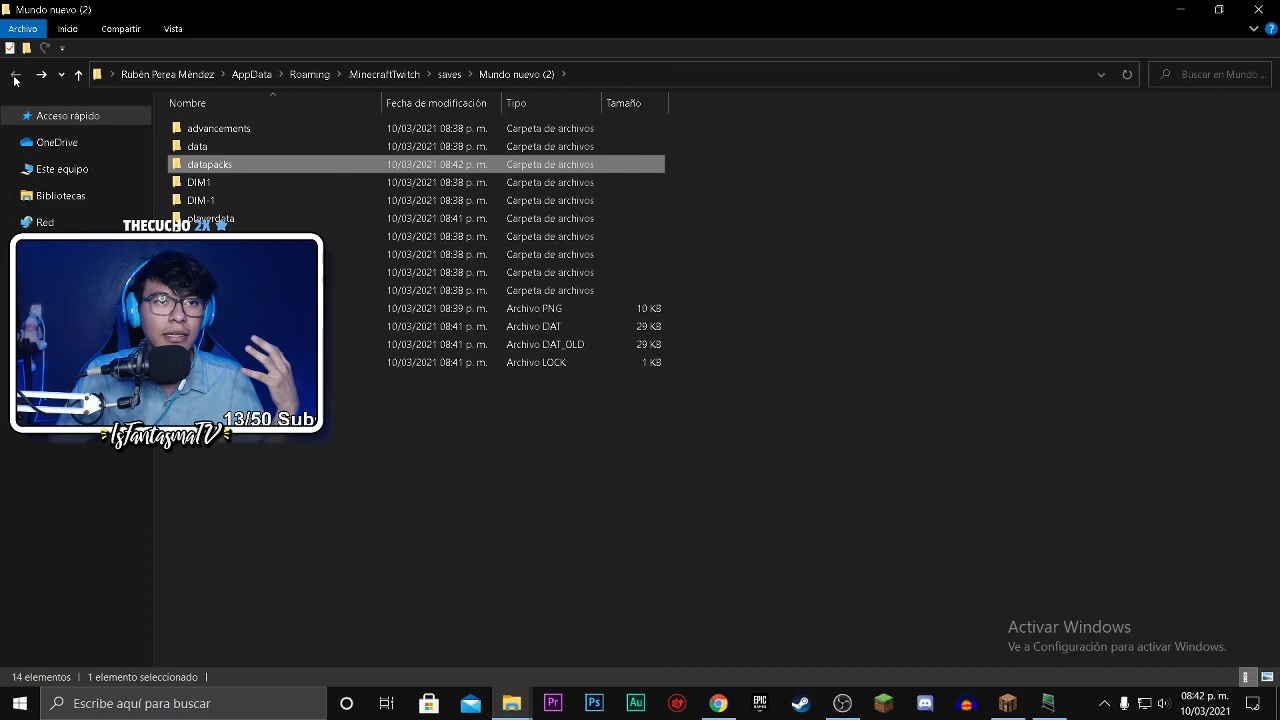 Mundo nuevo (2)
Archivo Inicio Compartir Vista
Rubén Perea Méndez AppData Roaming .MinecraftTwitch saves Mundo nuevo (2)
Buscar en Mundo ...
Nombre Fecha de modificación Tipo Tamaño
Acceso rápido
OneDrive
Este equipo
Bibliotecas
Red
advancements 10/03/2021 08:38 p. m. Carpeta de archivos
data 10/03/2021 08:38 p. m. Carpeta de archivos
datapacks 10/03/2021 08:42 p. m. Carpeta de archivos
DIM1 10/03/2021 08:38 p. m. Carpeta de archivos
DIM-1 10/03/2021 08:38 p. m. Carpeta de archivos
playerdata 10/03/2021 08:41 p. m. Carpeta de archivos
10/03/2021 08:38 p. m. Carpeta de archivos
10/03/2021 08:38 p. m. Carpeta de archivos
10/03/2021 08:38 p. m. Carpeta de archivos
10/03/2021 08:38 p. m. Carpeta de archivos
10/03/2021 08:39 p. m. Archivo PNG 10 KB
10/03/2021 08:41 p. m. Archivo DAT 29 KB
10/03/2021 08:41 p. m. Archivo DAT_OLD 29 KB
10/03/2021 08:41 p. m. Archivo LOCK 1 KB
THECUCHO 2X
13/50 Sub
IsFantasmaTV
Activar Windows
Ve a Configuración para activar Windows.
14 elementos 1 elemento seleccionado
Escribe aquí para buscar
Pr Ps Au EPIC GAMES
08:42 p. m.
10/03/2021